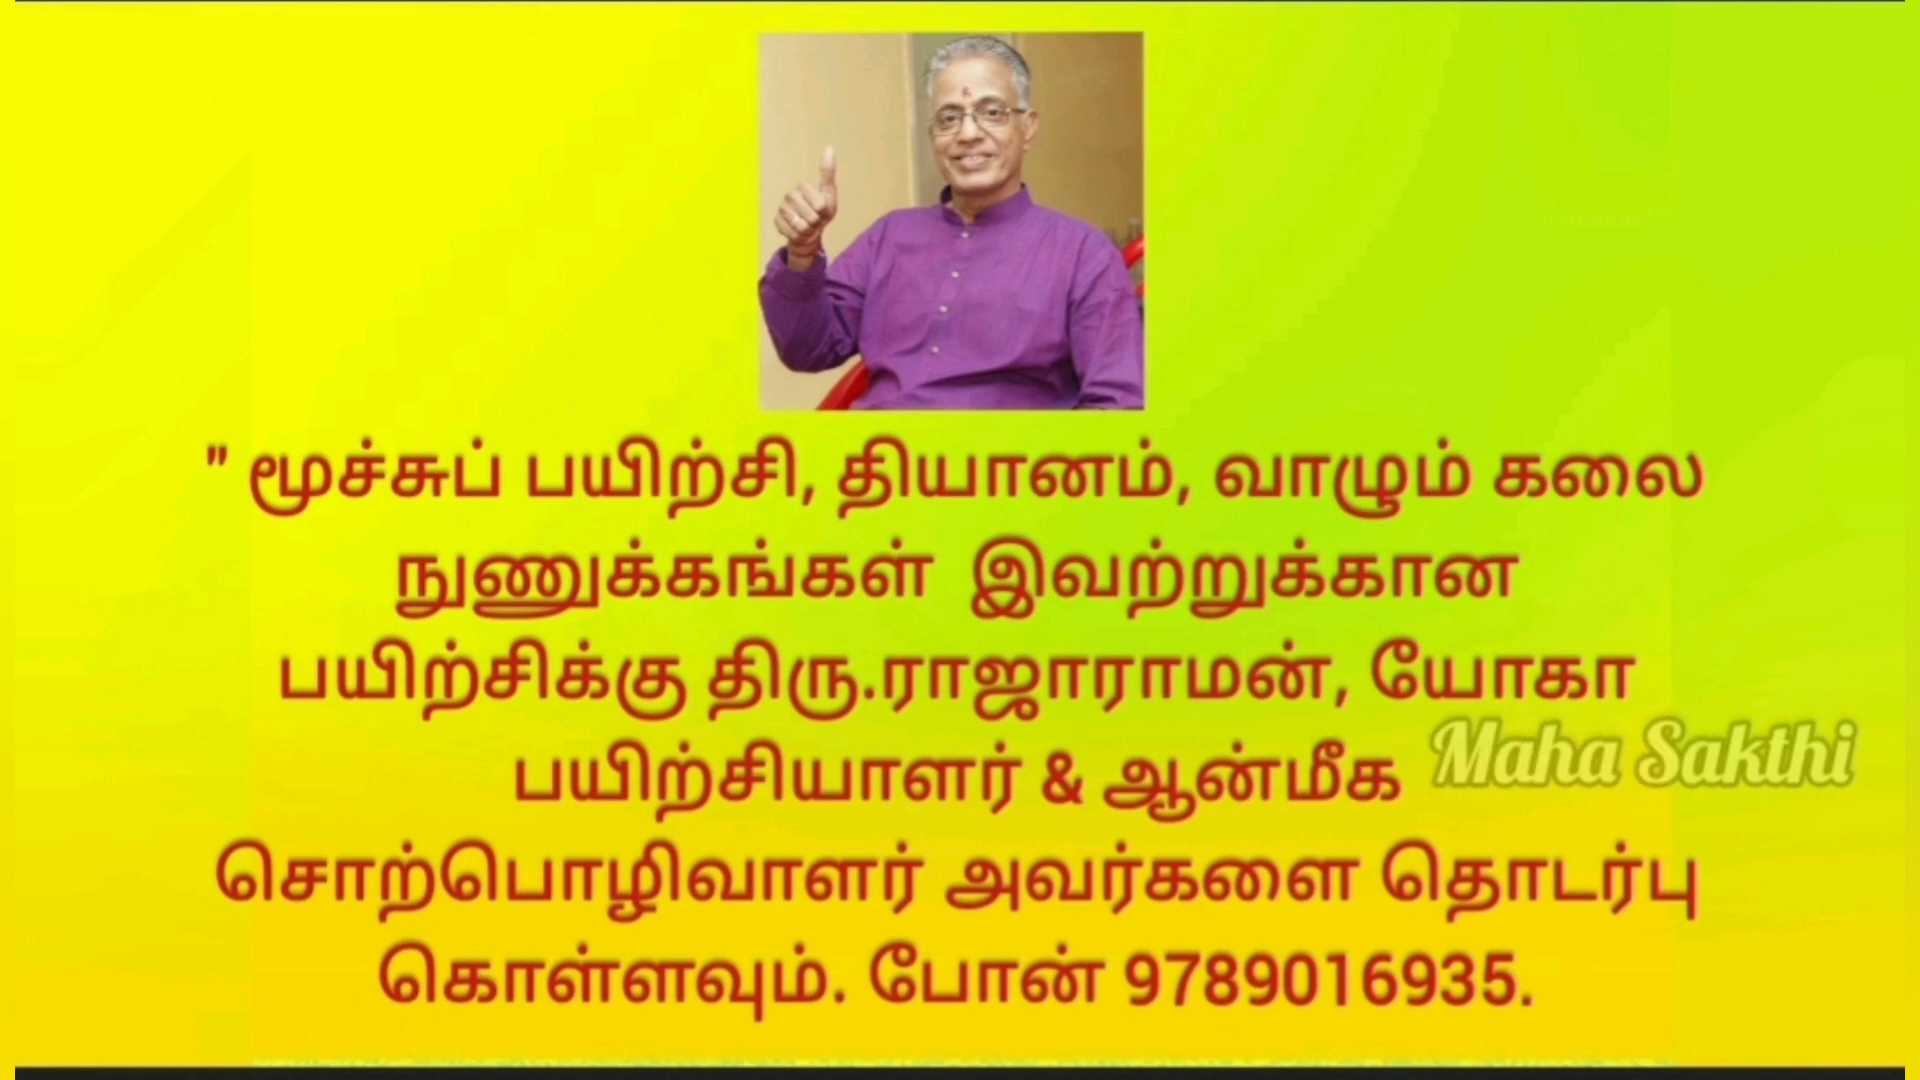 " மூச்சுப் பயிற்சி, தியானம், வாழும் கலை
நுணுக்கங்கள் இவற்றுக்கான
பயிற்சிக்கு திரு.ராஜாராமன், யோகா
பயிற்சியாளர் & ஆன்மீக
Maha Sakthi
சொற்பொழிவாளர் அவர்களை தொடர்பு
கொள்ளவும். போன் 9789016935.